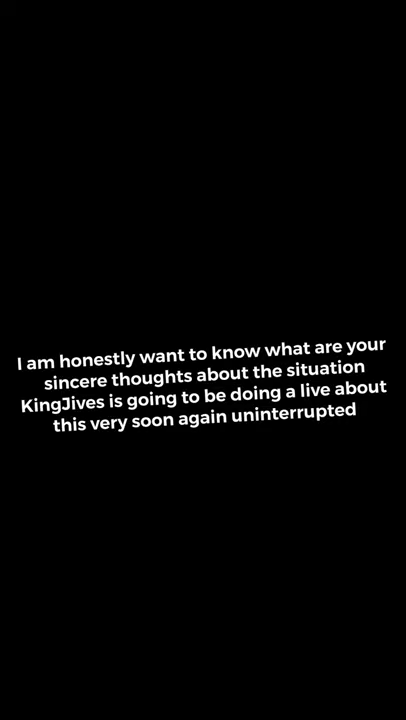 I am honestly want to know what are your
sincere thoughts about the situation
KingJives is going to be doing a live about
this very soon again uninterrupted